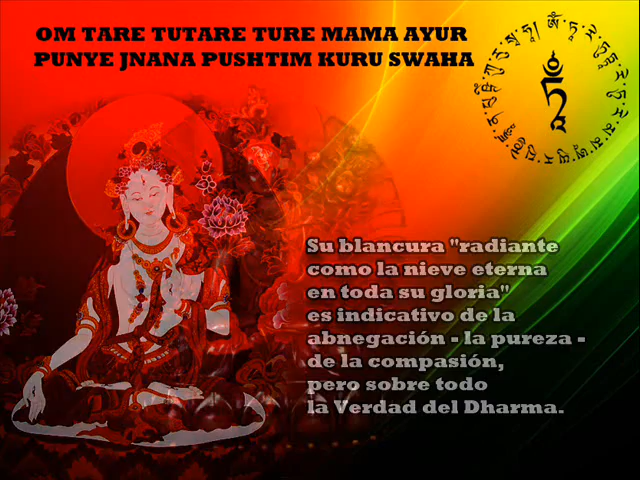 OM TARE TUTARE TURE MAMA AYUR
PUNYE JNANA PUSHTIM KURU SWAHA
Su blancura "radiante
como la nieve eterna
en toda su gloria"
es indicativo de la
abnegación - la pureza -
de la compasión,
pero sobre todo
la Verdad del Dharma.